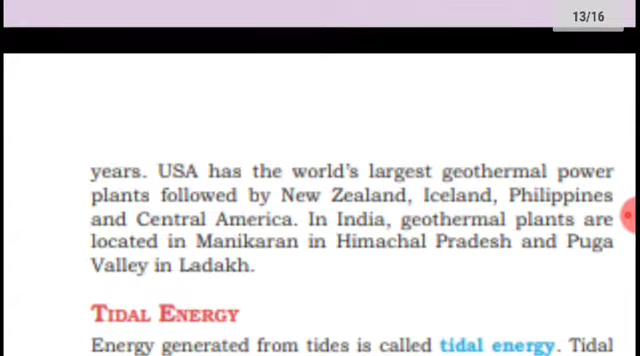 13/16
years. USA has the world's largest geothermal power
plants followed by New Zealand, Iceland, Philippines
and Central America. In India, geothermal plants are
located in Manikaran in Himachal Pradesh and Puga
Valley in Ladakh.
TIDAL ENERGY
Energy generated from tides is called tidal energy. Tidal